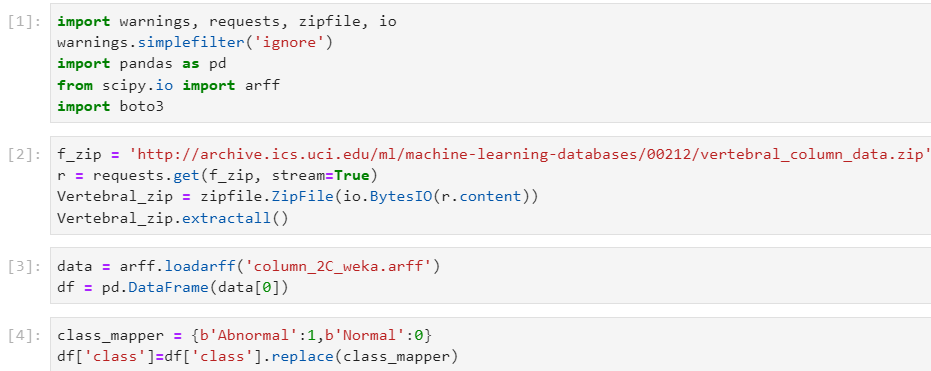 [1]: import warnings, requests, zipfile, io
warnings.simplefilter('ignore')
import pandas as pd
from scipy.io import arff
import boto3
[2]: f_zip = 'http://archive.ics.uci.edu/ml/machine-learning-databases/00212/vertebral_column_data.zip'
r = requests.get(f_zip, stream=True)
Vertebral_zip = zipfile.ZipFile(io.BytesIO(r.content))
Vertebral_zip.extractall()
[3]: data = arff.loadarff('column_2C_weka.arff')
df = pd.DataFrame(data[0])
[4]: class_mapper = {b'Abnormal':1,b'Normal':0}
df['class']=df['class'].replace(class_mapper)